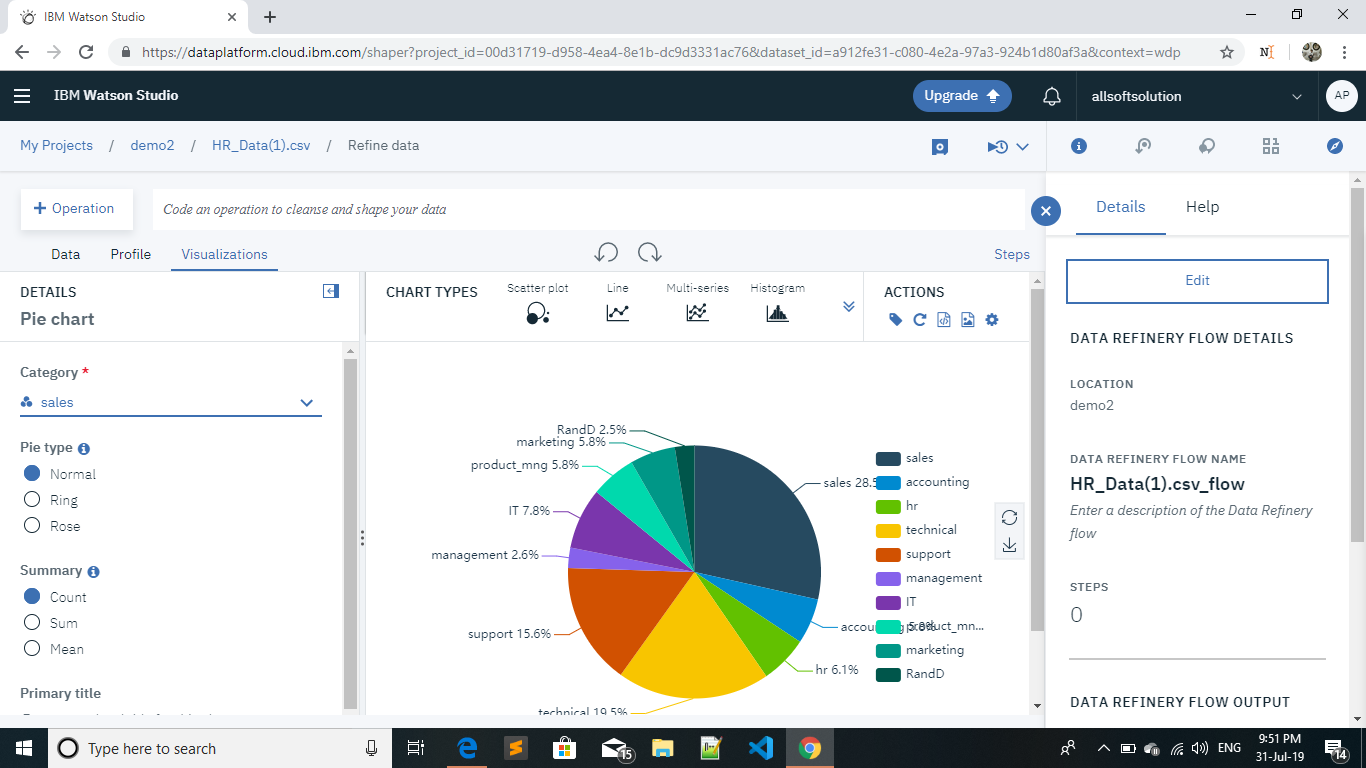 IBM Watson Studio
https://dataplatform.cloud.ibm.com/shaper?project_id=00d31719-d958-4ea4-8e1b-dc9d3331ac76&dataset_id=a912fe31-c080-4e2a-97a3-924b1d80af3a&context=wdp
IBM Watson Studio
Upgrade
allsoftsolution
AP
My Projects / demo2 / HR_Data(1).csv / Refine data
+ Operation
Code an operation to cleanse and shape your data
Data
Profile
Visualizations
Steps
DETAILS
Pie chart
Category *
sales
Pie type
Normal
Ring
Rose
Summary
Count
Sum
Mean
Primary title
CHART TYPES
Scatter plot
Line
Multi-series
Histogram
ACTIONS
RandD 2.5%
marketing 5.8%
product_mng 5.8%
IT 7.8%
management 2.6%
support 15.6%
technical 19.5%
hr 6.1%
sales 28.5
sales
accounting
hr
technical
support
management
IT
product_mn...
marketing
RandD
Details
Help
Edit
DATA REFINERY FLOW DETAILS
LOCATION
demo2
DATA REFINERY FLOW NAME
HR_Data(1).csv_flow
Enter a description of the Data Refinery
flow
STEPS
0
DATA REFINERY FLOW OUTPUT
Type here to search
15
ENG
9:51 PM
31-Jul-19
14